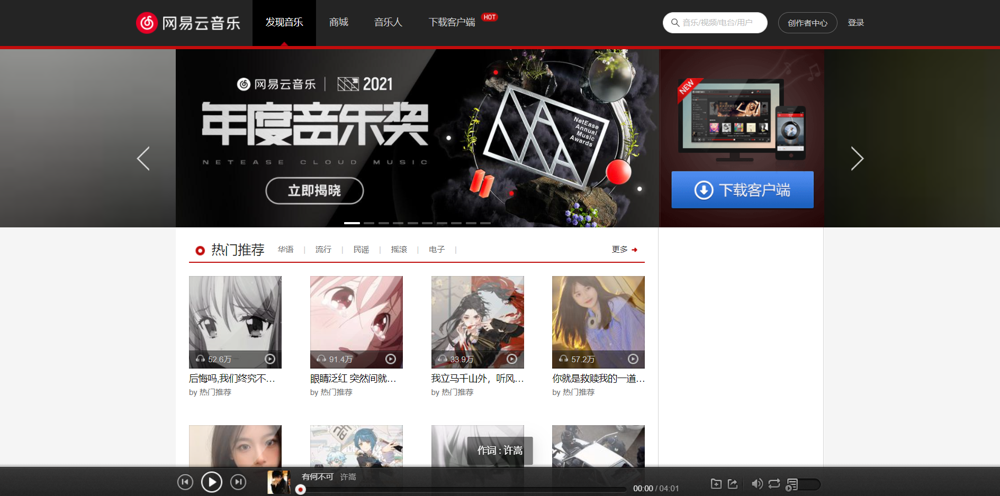 网易云音乐
发现音乐 商城 音乐人 下载客户端 HOT
音乐/视频/电台/用户 创作者中心 登录
网易云音乐 | 2021
年度音乐奖
NETEASE CLOUD MUSIC
立即揭晓
NetEase
Annual
Music
Awards
NEW
下载客户端
热门推荐 华语 | 流行 | 民谣 | 摇滚 | 电子 | 更多
52.6万 91.4万 33.9万 57.2万
后悔吗,我们终究不... 眼睛泛红 突然间就... 我立马千山外，听风... 你就是救赎我的一道...
by 热门推荐 by 热门推荐 by 热门推荐 by 热门推荐
作词 : 许嵩
有何不可 许嵩
00:00 / 04:01